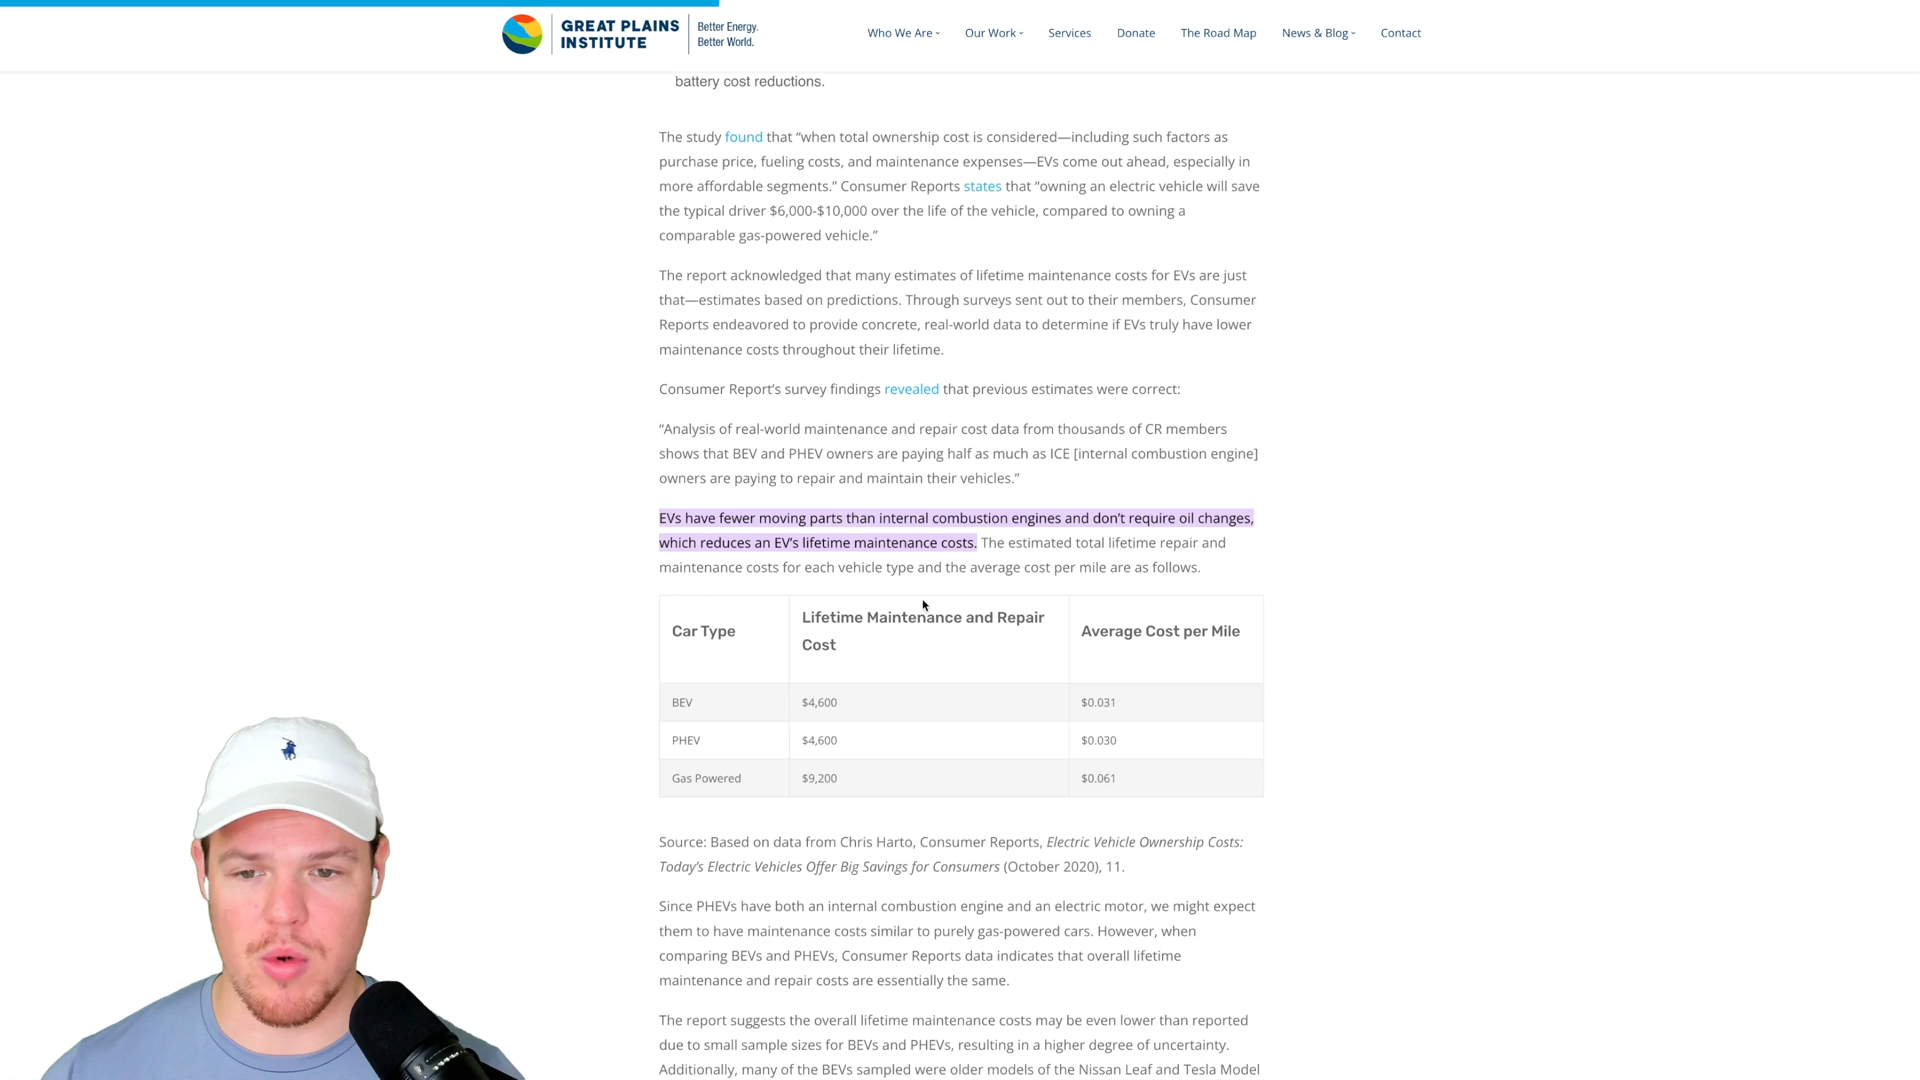 GREAT PLAINS
INSTITUTE
Better Energy.
Better World.
Who We Are
Our Work
Services
Donate
The Road Map
News & Blog
Contact
battery cost reductions.
The study found that “when total ownership cost is considered—including such factors as
purchase price, fueling costs, and maintenance expenses—EVs come out ahead, especially in
more affordable segments.” Consumer Reports states that “owning an electric vehicle will save
the typical driver $6,000-$10,000 over the life of the vehicle, compared to owning a
comparable gas-powered vehicle.”
The report acknowledged that many estimates of lifetime maintenance costs for EVs are just
that—estimates based on predictions. Through surveys sent out to their members, Consumer
Reports endeavored to provide concrete, real-world data to determine if EVs truly have lower
maintenance costs throughout their lifetime.
Consumer Report’s survey findings revealed that previous estimates were correct:
“Analysis of real-world maintenance and repair cost data from thousands of CR members
shows that BEV and PHEV owners are paying half as much as ICE [internal combustion engine]
owners are paying to repair and maintain their vehicles.”
EVs have fewer moving parts than internal combustion engines and don’t require oil changes,
which reduces an EV’s lifetime maintenance costs. The estimated total lifetime repair and
maintenance costs for each vehicle type and the average cost per mile are as follows.
Car Type
Lifetime Maintenance and Repair
Cost
Average Cost per Mile
BEV $4,600 $0.031
PHEV $4,600 $0.030
Gas Powered $9,200 $0.061
Source: Based on data from Chris Harto, Consumer Reports, Electric Vehicle Ownership Costs:
Today’s Electric Vehicles Offer Big Savings for Consumers (October 2020), 11.
Since PHEVs have both an internal combustion engine and an electric motor, we might expect
them to have maintenance costs similar to purely gas-powered cars. However, when
comparing BEVs and PHEVs, Consumer Reports data indicates that overall lifetime
maintenance and repair costs are essentially the same.
The report suggests the overall lifetime maintenance costs may be even lower than reported
due to small sample sizes for BEVs and PHEVs, resulting in a higher degree of uncertainty.
Additionally, many of the BEVs sampled were older models of the Nissan Leaf and Tesla Model